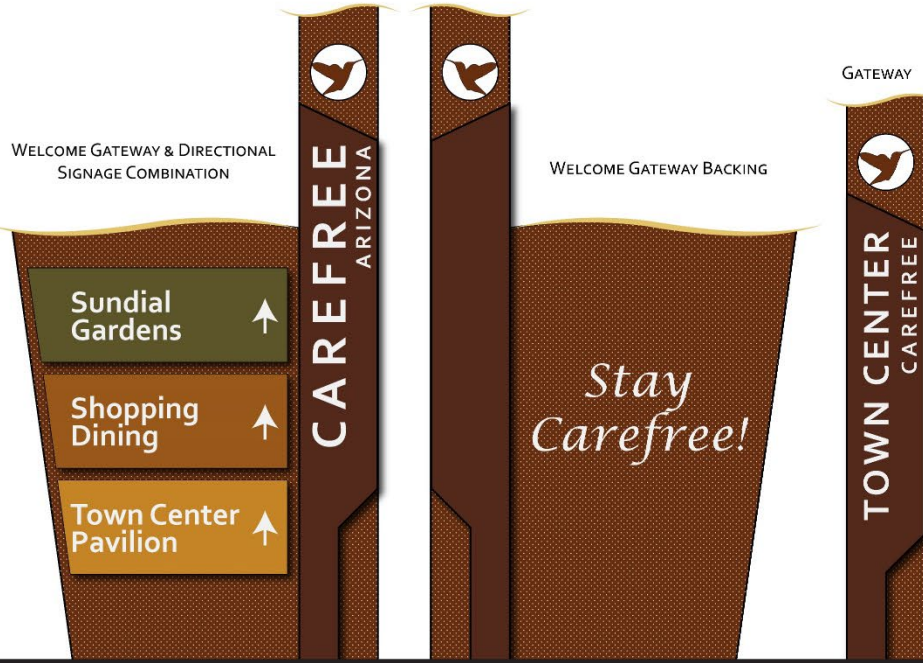 WELCOME GATEWAY & DIRECTIONAL
SIGNAGE COMBINATION
Sundial
Gardens
Shopping
Dining
Town Center
Pavilion
CAREFREE
ARIZONA
WELCOME GATEWAY BACKING
Stay
Carefree!
GATEWAY
TOWN CENTER
CAREFREE